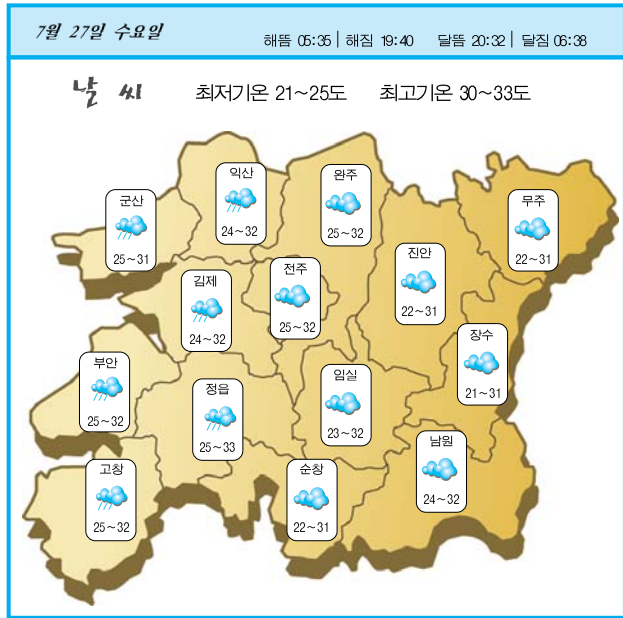 7월 27일 수요일
해뜸 05:35 | 해짐 19:40 달뜸 20:32 | 달짐 06:38
날 씨 최저기온 21~25도 최고기온 30~33도
익산
24~32
완주
25~32
군산
25~31
무주
22~31
진안
22~31
전주
25~32
김제
24~32
장수
21~31
부안
25~32
임실
23~32
정읍
25~33
남원
24~32
고창
25~32
순창
22~31